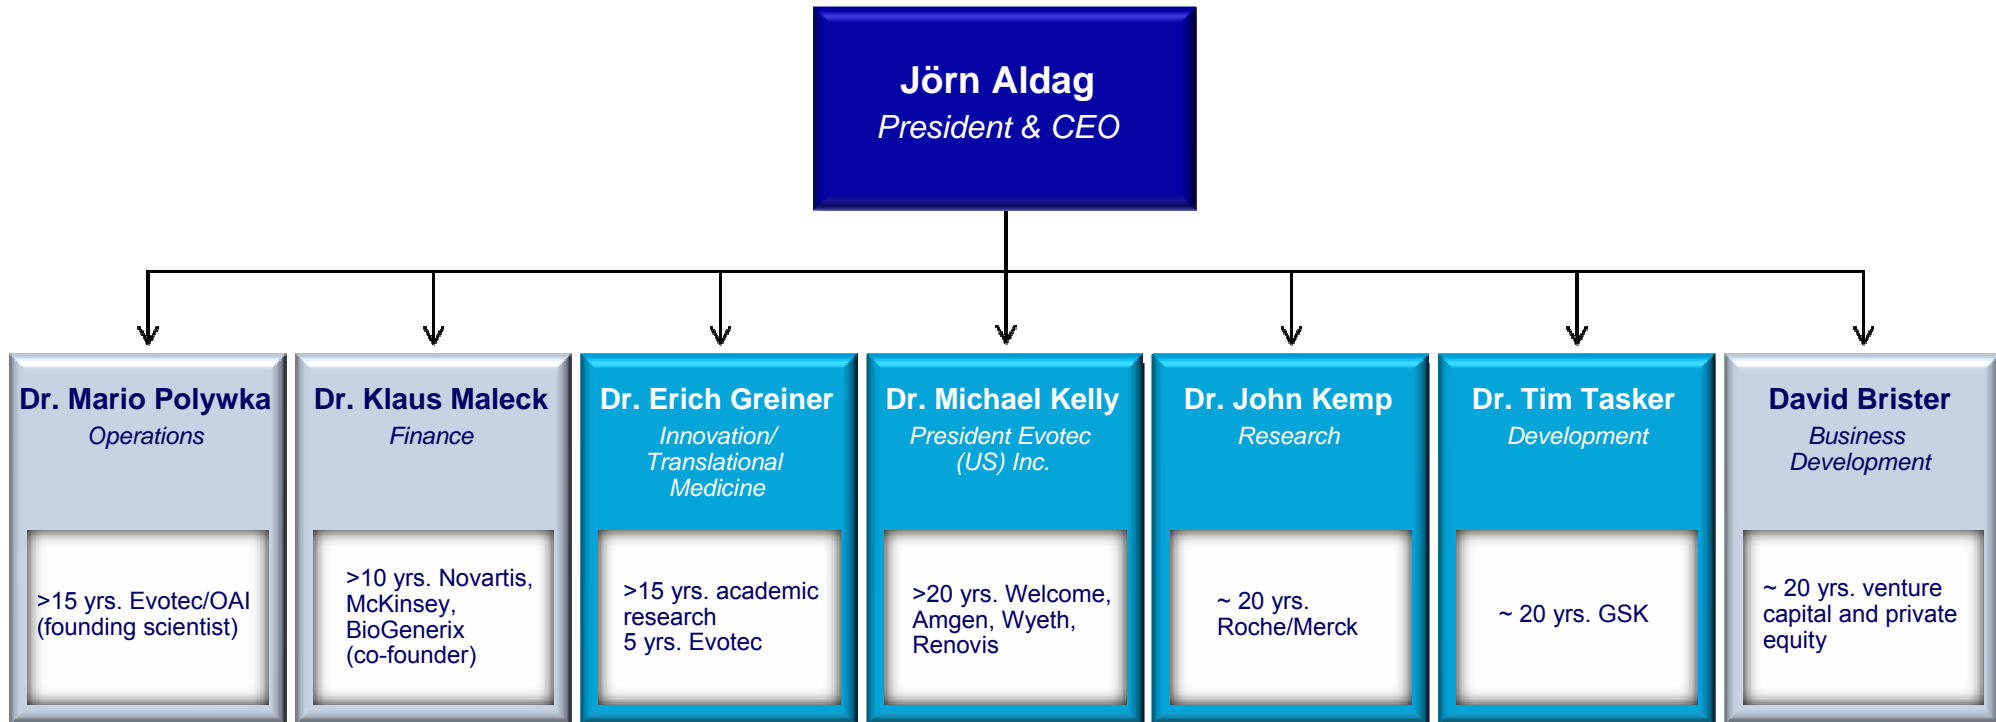 Jörn Aldag
President & CEO
Dr. Mario Polywka
Operations
>15 yrs. Evotec/OAI
(founding scientist)
Dr. Klaus Maleck
Finance
>10 yrs. Novartis,
McKinsey,
BioGenerix
(co-founder)
Dr. Erich Greiner
Innovation/
Translational
Medicine
>15 yrs. academic
research
5 yrs. Evotec
Dr. Michael Kelly
President Evotec
(US) Inc.
>20 yrs. Welcome,
Amgen, Wyeth,
Renovis
Dr. John Kemp
Research
~ 20 yrs.
Roche/Merck
Dr. Tim Tasker
Development
~ 20 yrs. GSK
David Brister
Business
Development
~ 20 yrs. venture
capital and private
equity